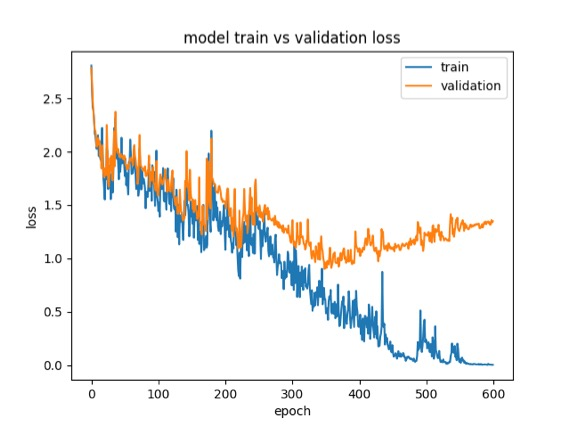 model train vs validation loss
train
validation
2.5
2.0
1.5
1.0
0.5
0.0
loss
0 100 200 300 400 500 600
epoch